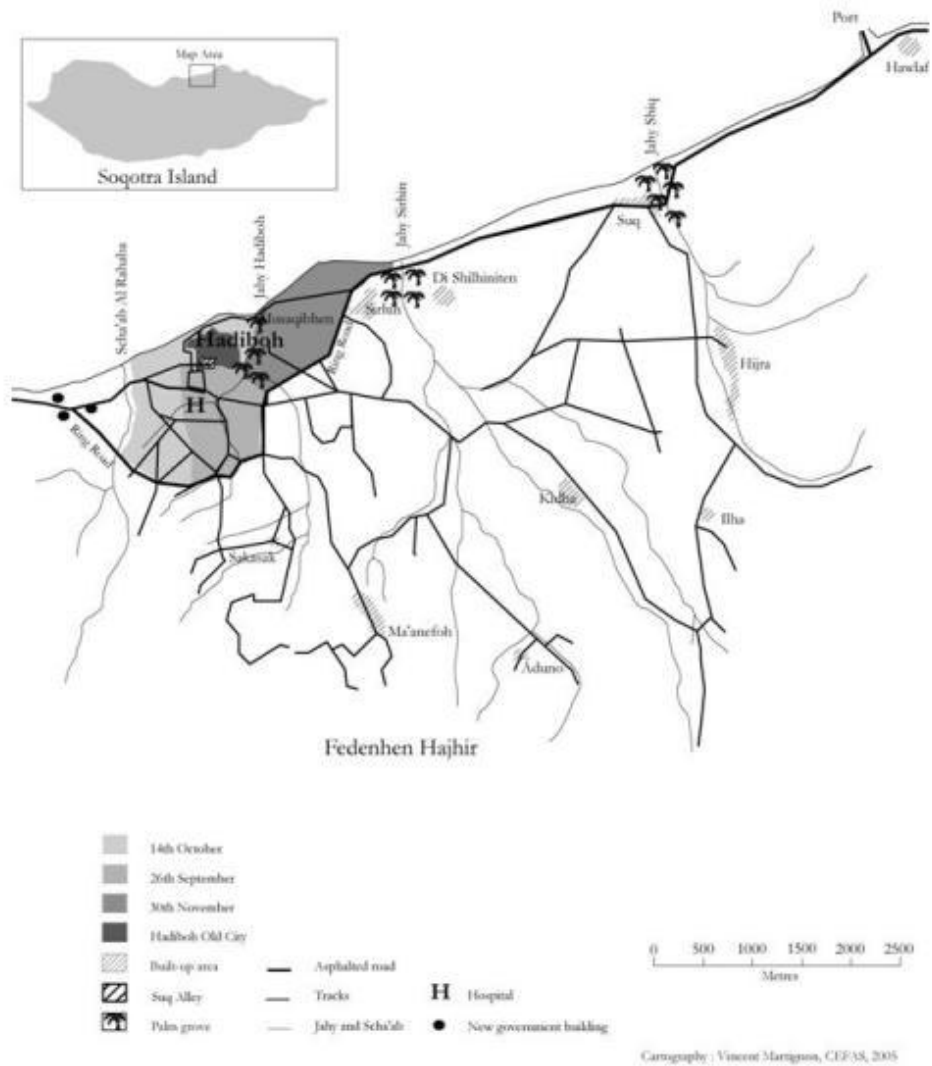 Map Area
Soqotra Island
Port
Hawlaf
Jahy Shiq
Suq
Jahy Sirhin
Jahy Hadiboh
Scha'ab Al Rahaba
Di Shilhiniten
Sirhin
Hadiboh
Ring Road
H
Ring Road
Hijra
Kidha
Ilha
Sakasak
Ma'anefoh
Aduno
Fedenhen Hajhir
14th October
26th September
30th November
Hadiboh Old City
Built-up area
Asphalted road
Suq Alley
Tracks
H Hospital
Palm grove
Jahy and Scha'ab
New government building
0 500 1000 1500 2000 2500
Metres
Cartography : Vincent Martignon, CEFAS, 2005